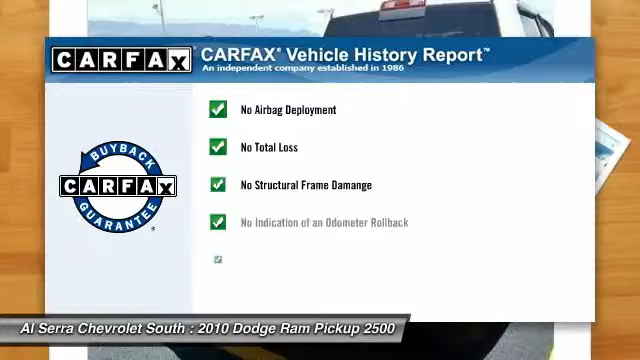 CARFAX
CARFAX® Vehicle History Report™
An independent company established in 1986
No Airbag Deployment
No Total Loss
No Structural Frame Damange
No Indication of an Odometer Rollback
BUYBACK
CARFAX
GUARANTEE®
Al Serra Chevrolet South : 2010 Dodge Ram Pickup 2500